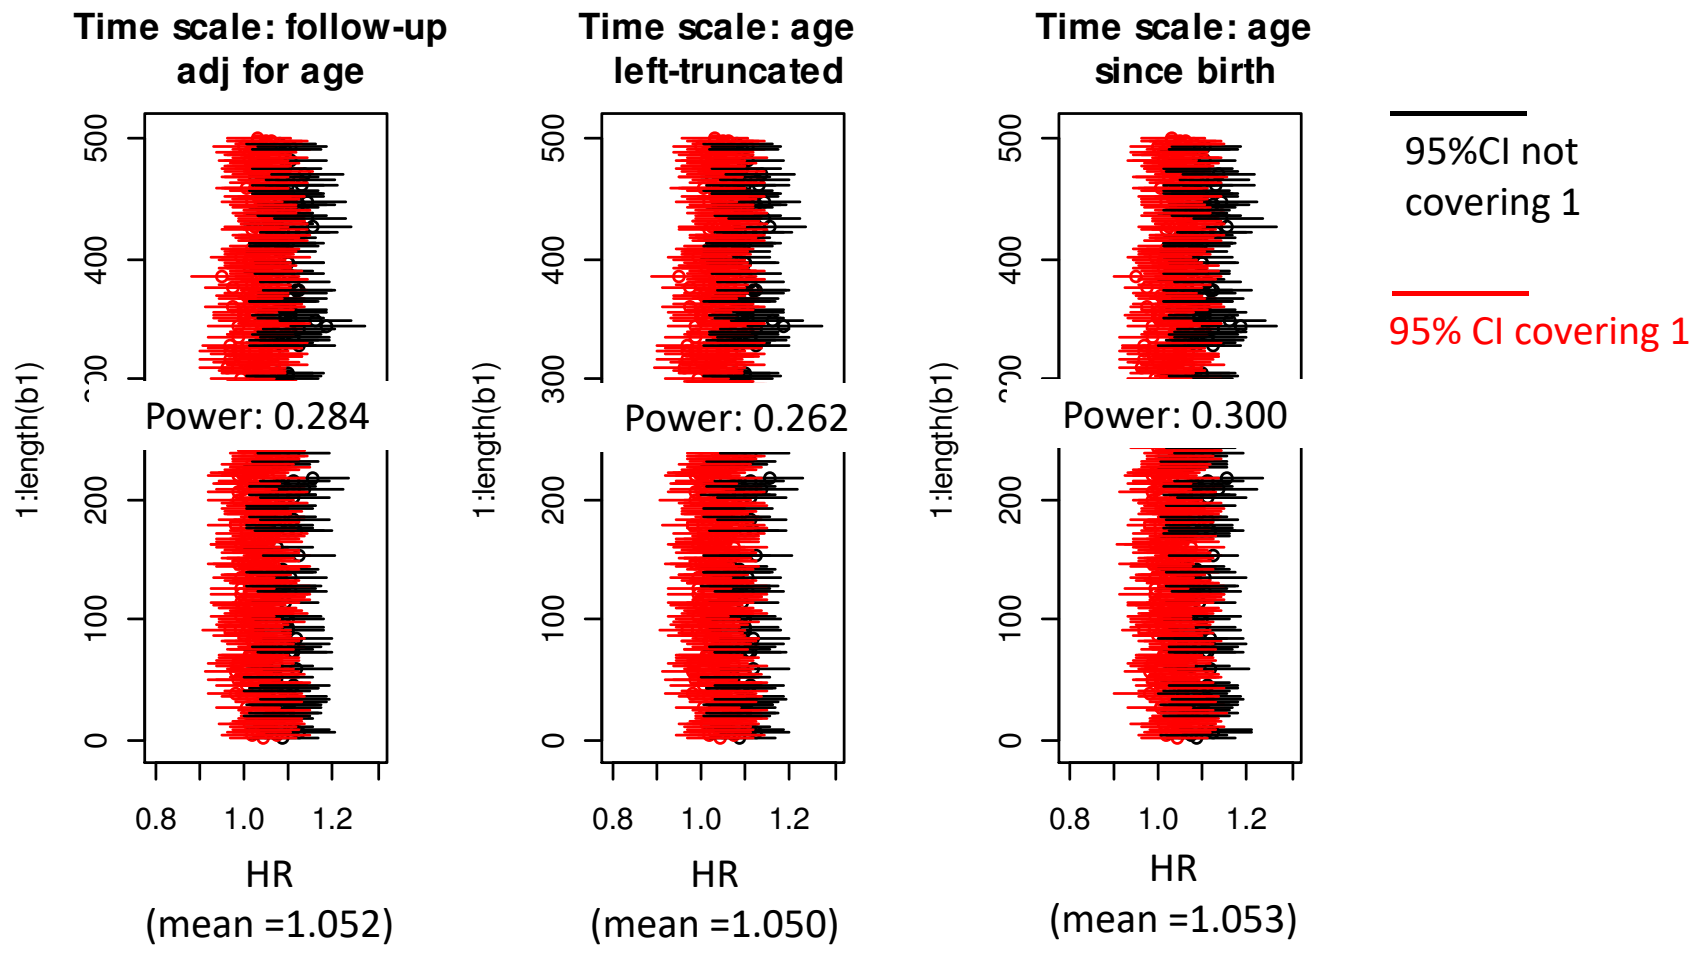 Time scale: follow-up
adj for age
Time scale: age
left-truncated
Time scale: age
since birth
1:length(b1)
500
400
Power: 0.284
200
100
0
0.8 1.0 1.2
HR
(mean =1.052)
1:length(b1)
500
400
300
Power: 0.262
200
100
0
0.8 1.0 1.2
HR
(mean =1.050)
1:length(b1)
500
400
Power: 0.300
200
100
0
0.8 1.0 1.2
HR
(mean =1.053)
95%CI not
covering 1
95% CI covering 1